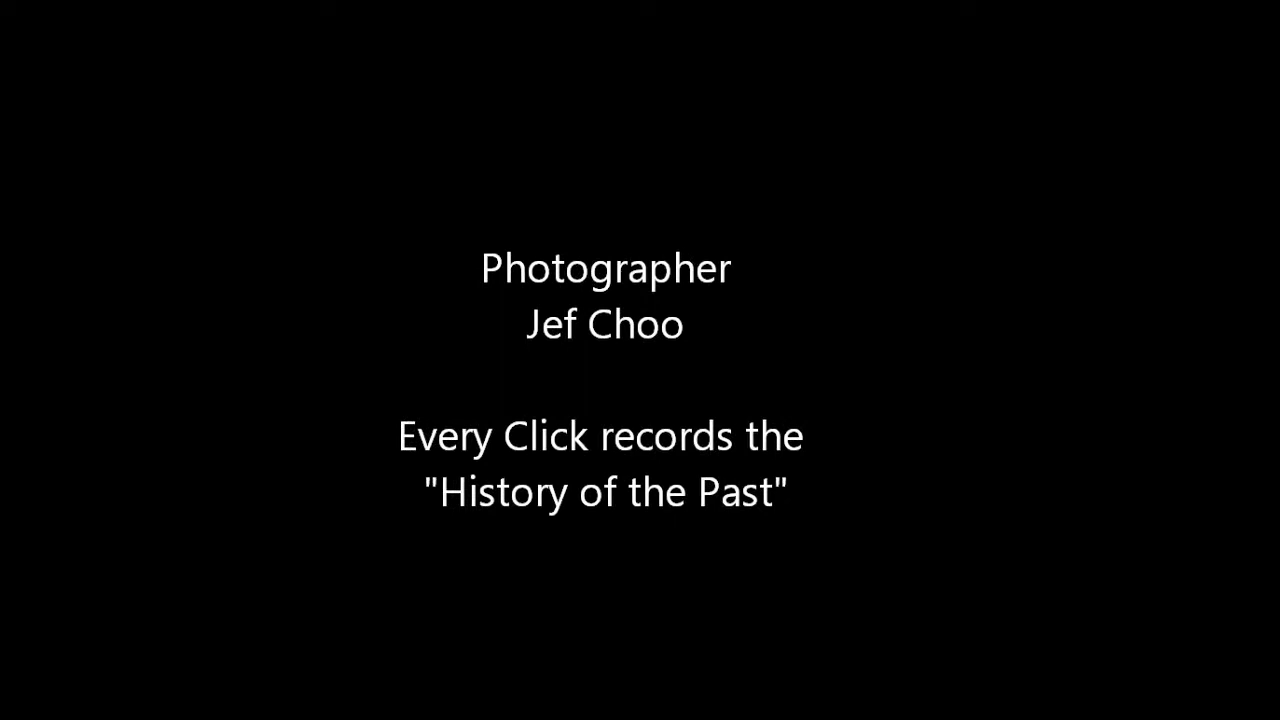 Photographer
Jef Choo
Every Click records the
"History of the Past"